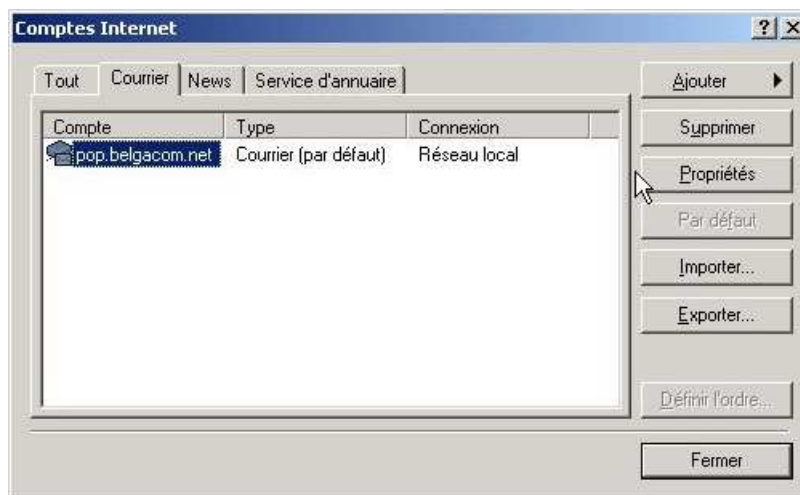 Comptes Internet
Tout Courrier News Service d'annuaire
Ajouter
Compte Type Connexion
Supprimer
pop.belgacom.net Courrier (par défaut) Réseau local
Propriétés
Par défaut
Importer...
Exporter...
Définir l'ordre...
Fermer